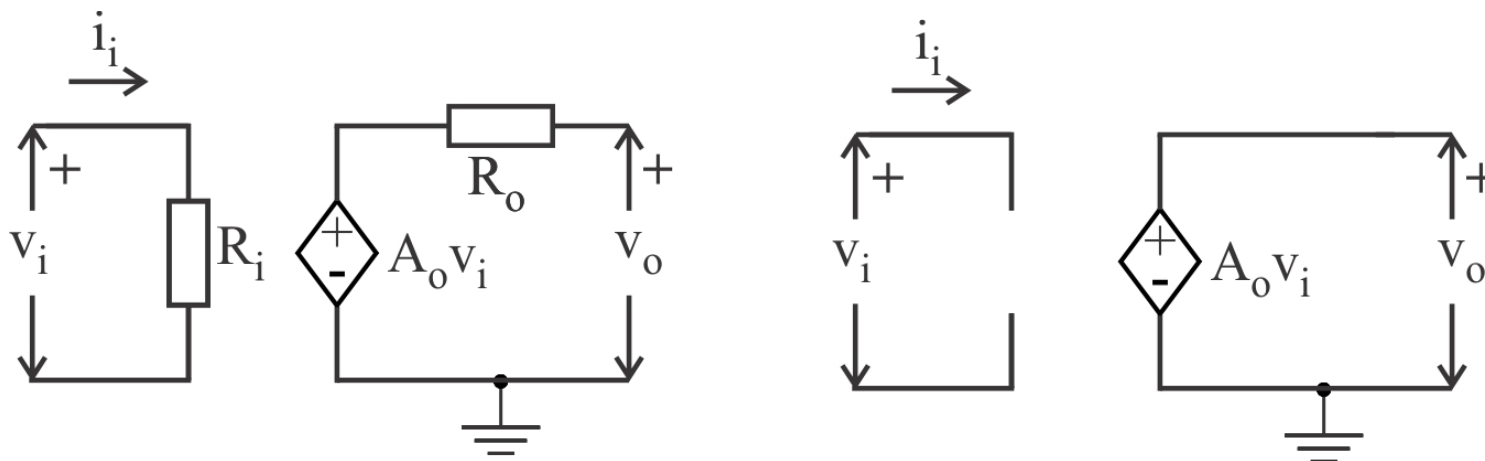 i_i
+
v_i
R_i
+
-
A_o v_i
R_o
+
v_o
i_i
+
v_i
+
-
A_o v_i
+
v_o